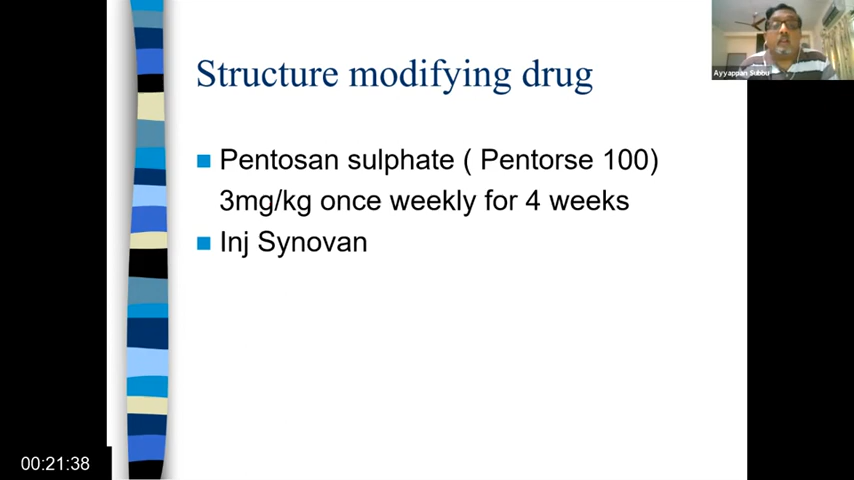 Structure modifying drug
Pentosan sulphate ( Pentorse 100)
3mg/kg once weekly for 4 weeks
Inj Synovan
Ayyappan Subbu
00:21:38